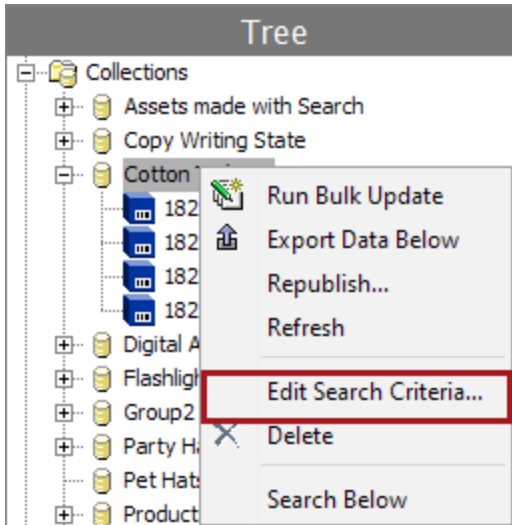 Tree
Collections
Assets made with Search
Copy Writing State
Cotton
182
182
182
182
Digital A
Flashligh
Group2
Party Ha
Pet Hats
Product
Run Bulk Update
Export Data Below
Republish...
Refresh
Edit Search Criteria...
Delete
Search Below